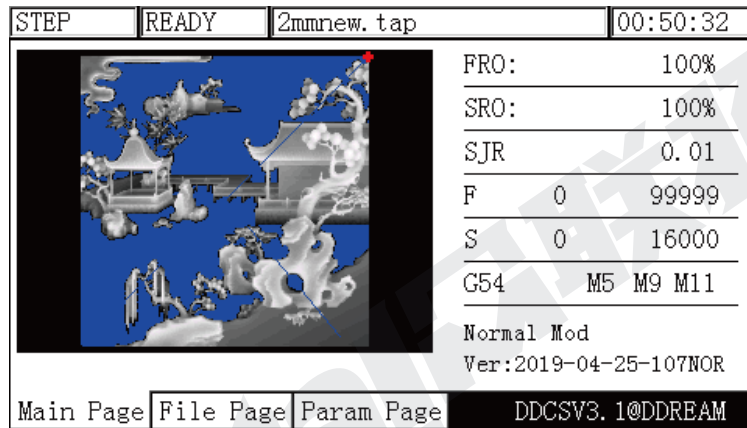 STEP READY 2mmnew.tap 00:50:32
FRO: 100%
SRO: 100%
SJR 0.01
F 0 99999
S 0 16000
G54 M5 M9 M11
Normal Mod
Ver:2019-04-25-107NOR
Main Page File Page Param Page DDCSV3.1@DDREAM